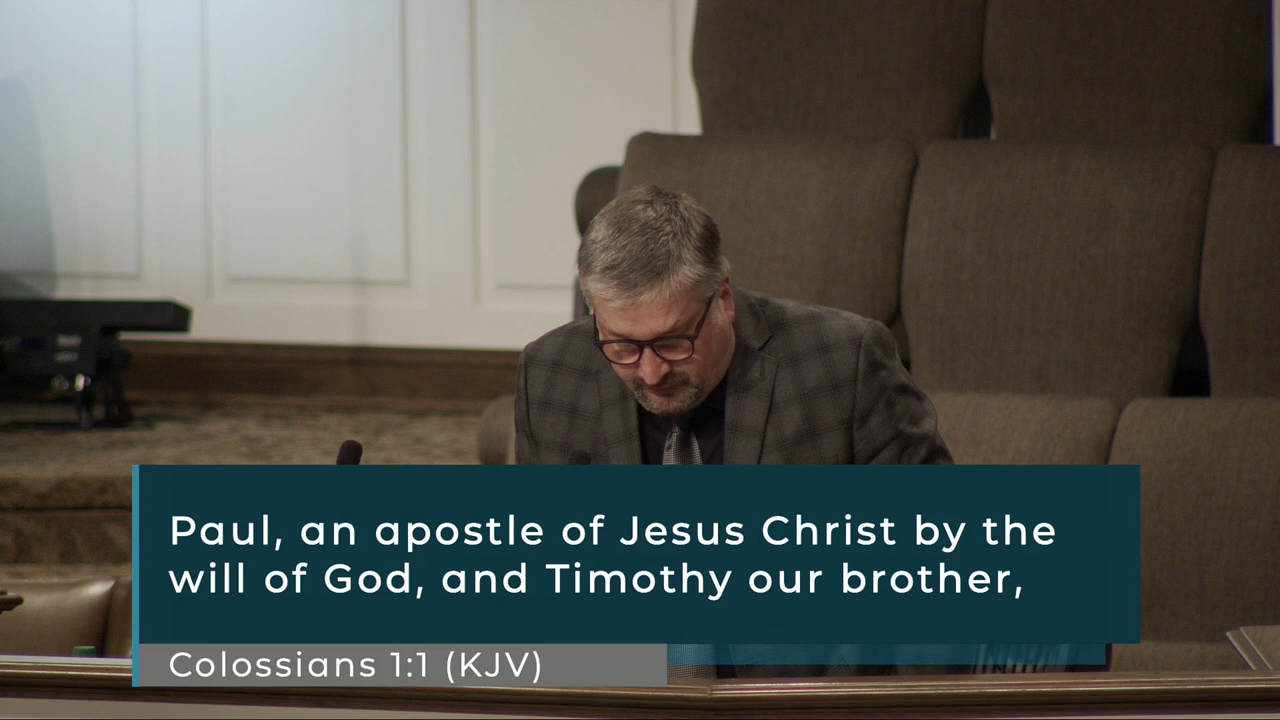 Paul, an apostle of Jesus Christ by the
will of God, and Timothy our brother,
Colossians 1:1 (KJV)